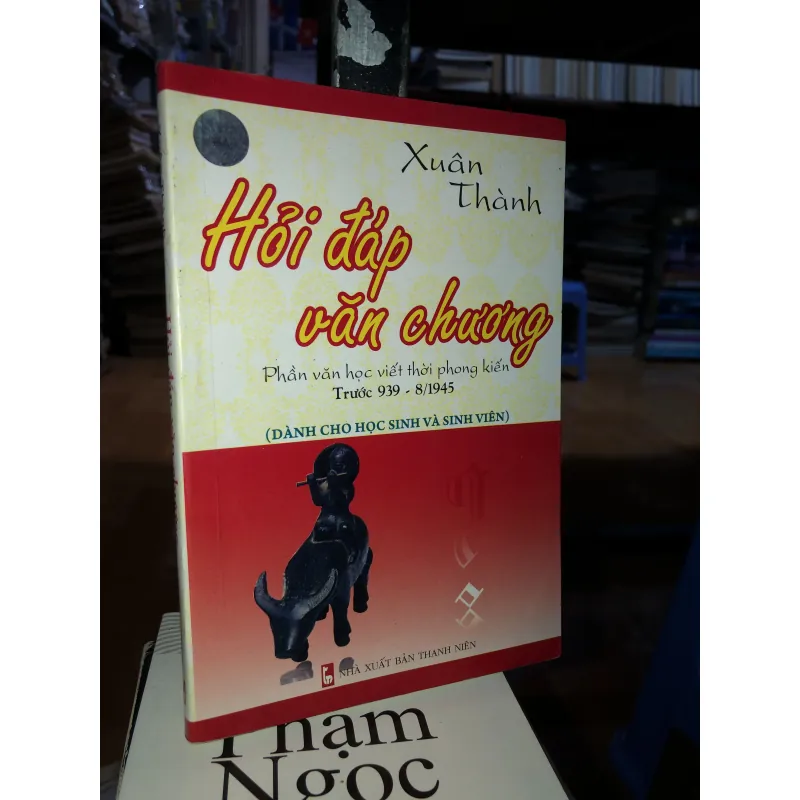 Xuân
Thành
Hỏi đáp
văn chương
Phần văn học viết thời phong kiến
Trước 939 - 8/1945
(DÀNH CHO HỌC SINH VÀ SINH VIÊN)
NHÀ XUẤT BẢN THANH NIÊN
Phạm
Ngọc